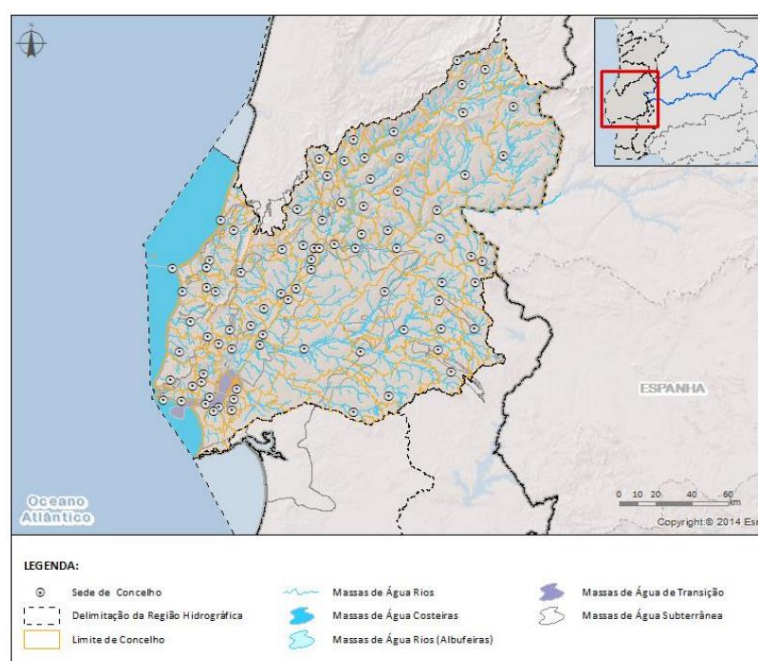 N
ESPANHA
Oceano
Atlântico
0 10 20 40 60
km
Copyright:© 2014 Esri
LEGENDA:
Sede de Concelho
Delimitação da Região Hidrográfica
Limite de Concelho
Massas de Água Rios
Massas de Água Costeiras
Massas de Água Rios (Albufeiras)
Massas de Água de Transição
Massas de Água Subterrânea